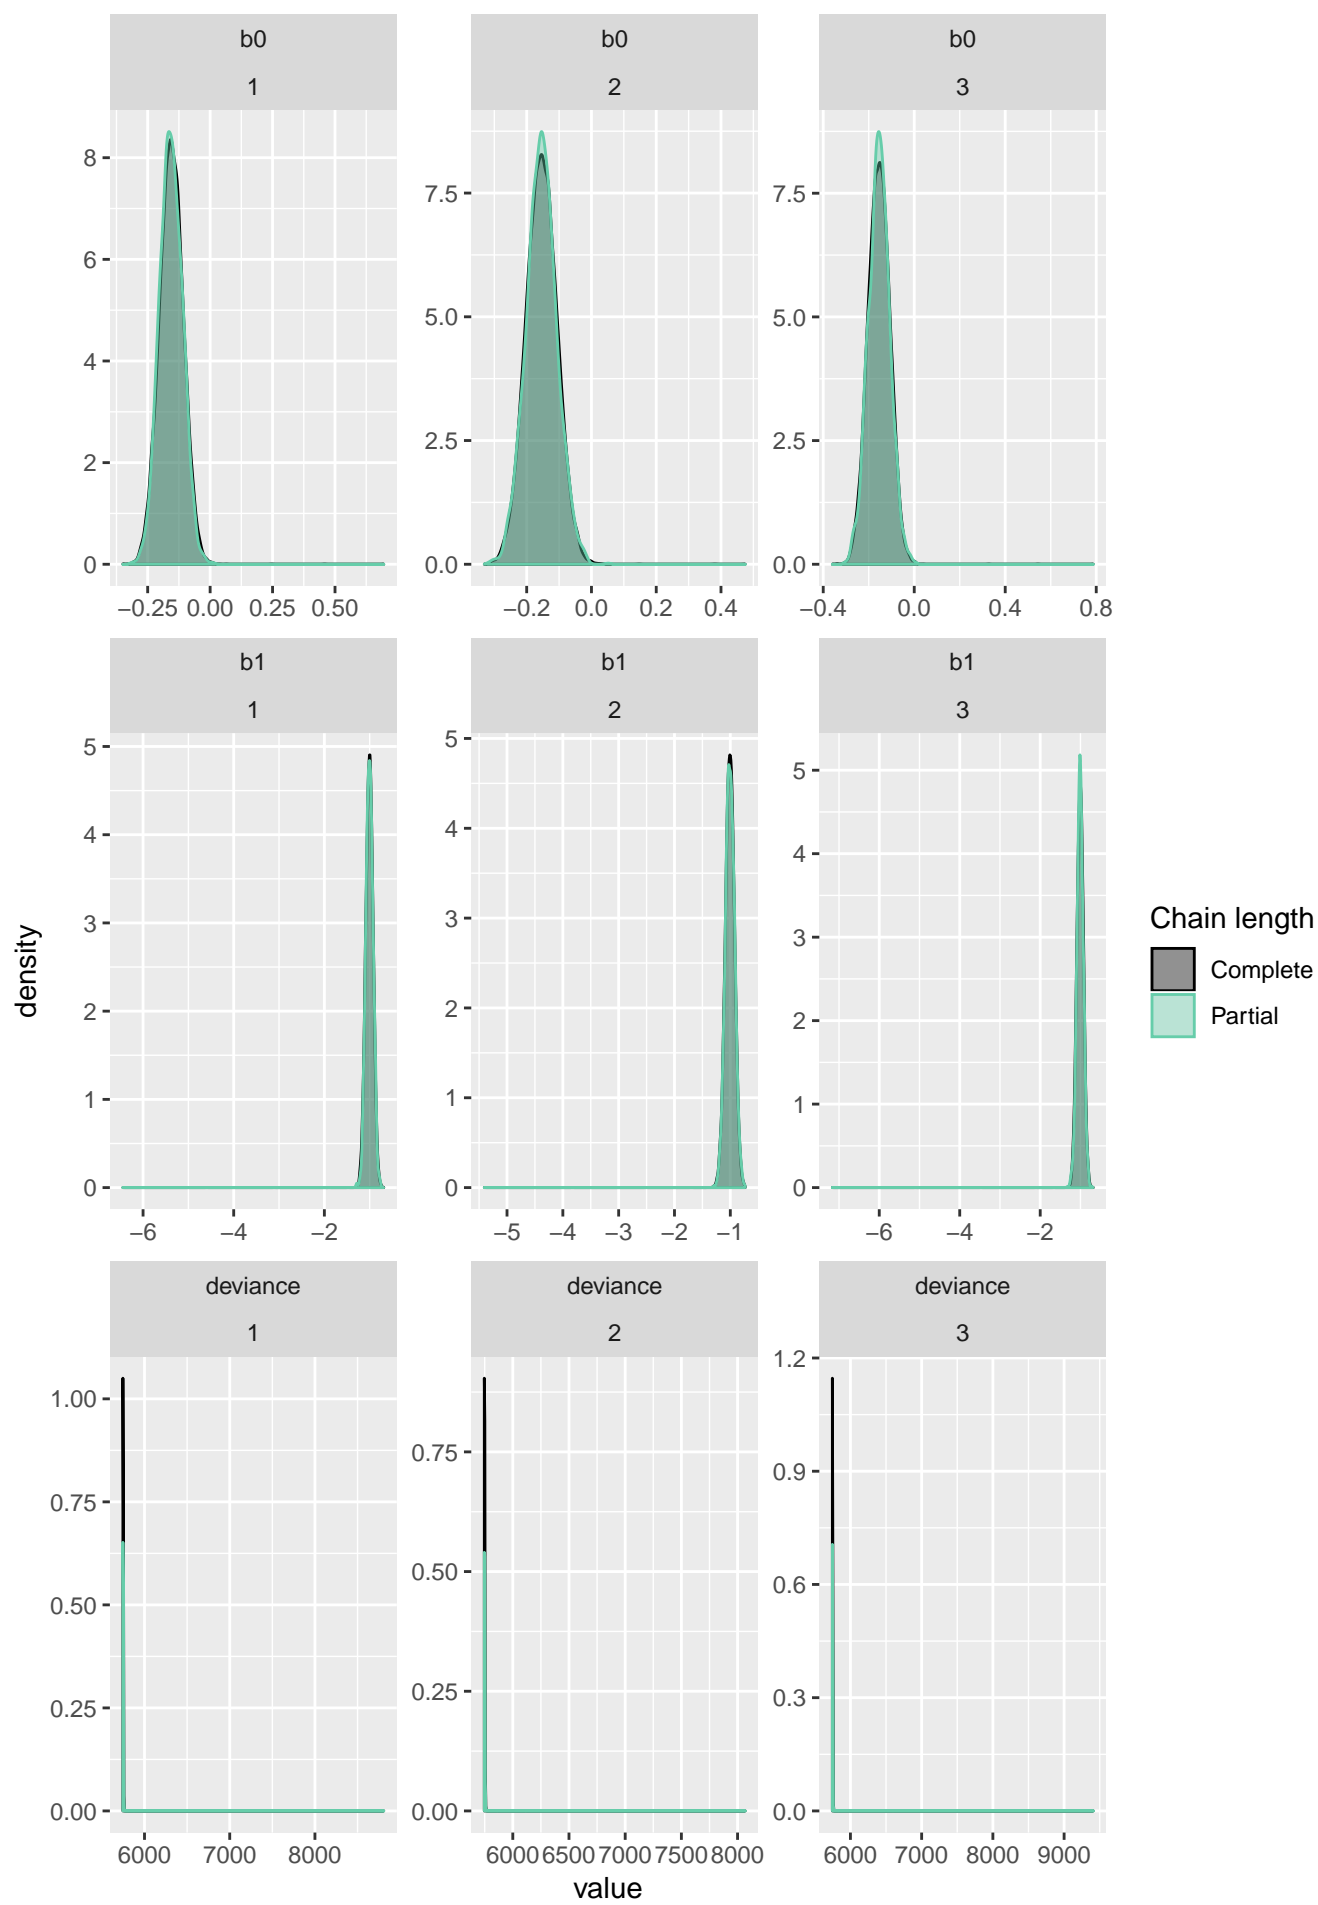 b0 b0 b0
1 2 3
8
6
4
2
0
7.5
5.0
2.5
0.0
7.5
5.0
2.5
0.0
−0.25 0.00 0.25 0.50
−0.2 0.0 0.2 0.4
−0.4 0.0 0.4 0.8
b1 b1 b1
1 2 3
5
4
3
2
1
0
5
4
3
2
1
0
5
4
3
2
1
0
−6 −4 −2
−5 −4 −3 −2 −1
−6 −4 −2
deviance deviance deviance
1 2 3
1.00
0.75
0.50
0.25
0.00
0.75
0.50
0.25
0.00
1.2
0.9
0.6
0.3
0.0
6000 7000 8000
6000 6500 7000 7500 8000
6000 7000 8000 9000
value
density
Chain length
Complete
Partial